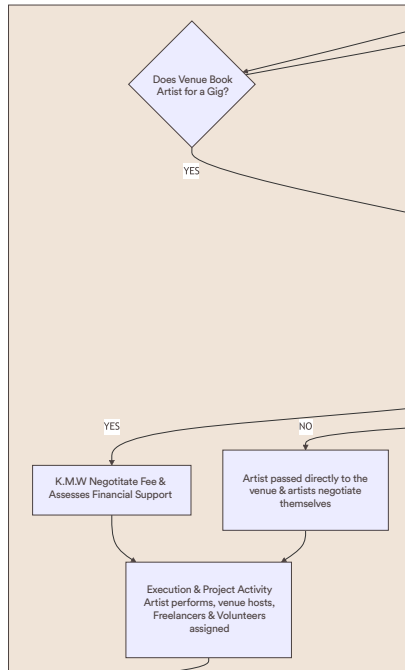 Does Venue Book
Artist for a Gig?
YES
YES
NO
K.M.W Negotitate Fee &
Assesses Financial Support
Artist passed directly to the
venue & artists negotiate
themselves
Execution & Project Activity
Artist performs, venue hosts,
Freelancers & Volunteers
assigned